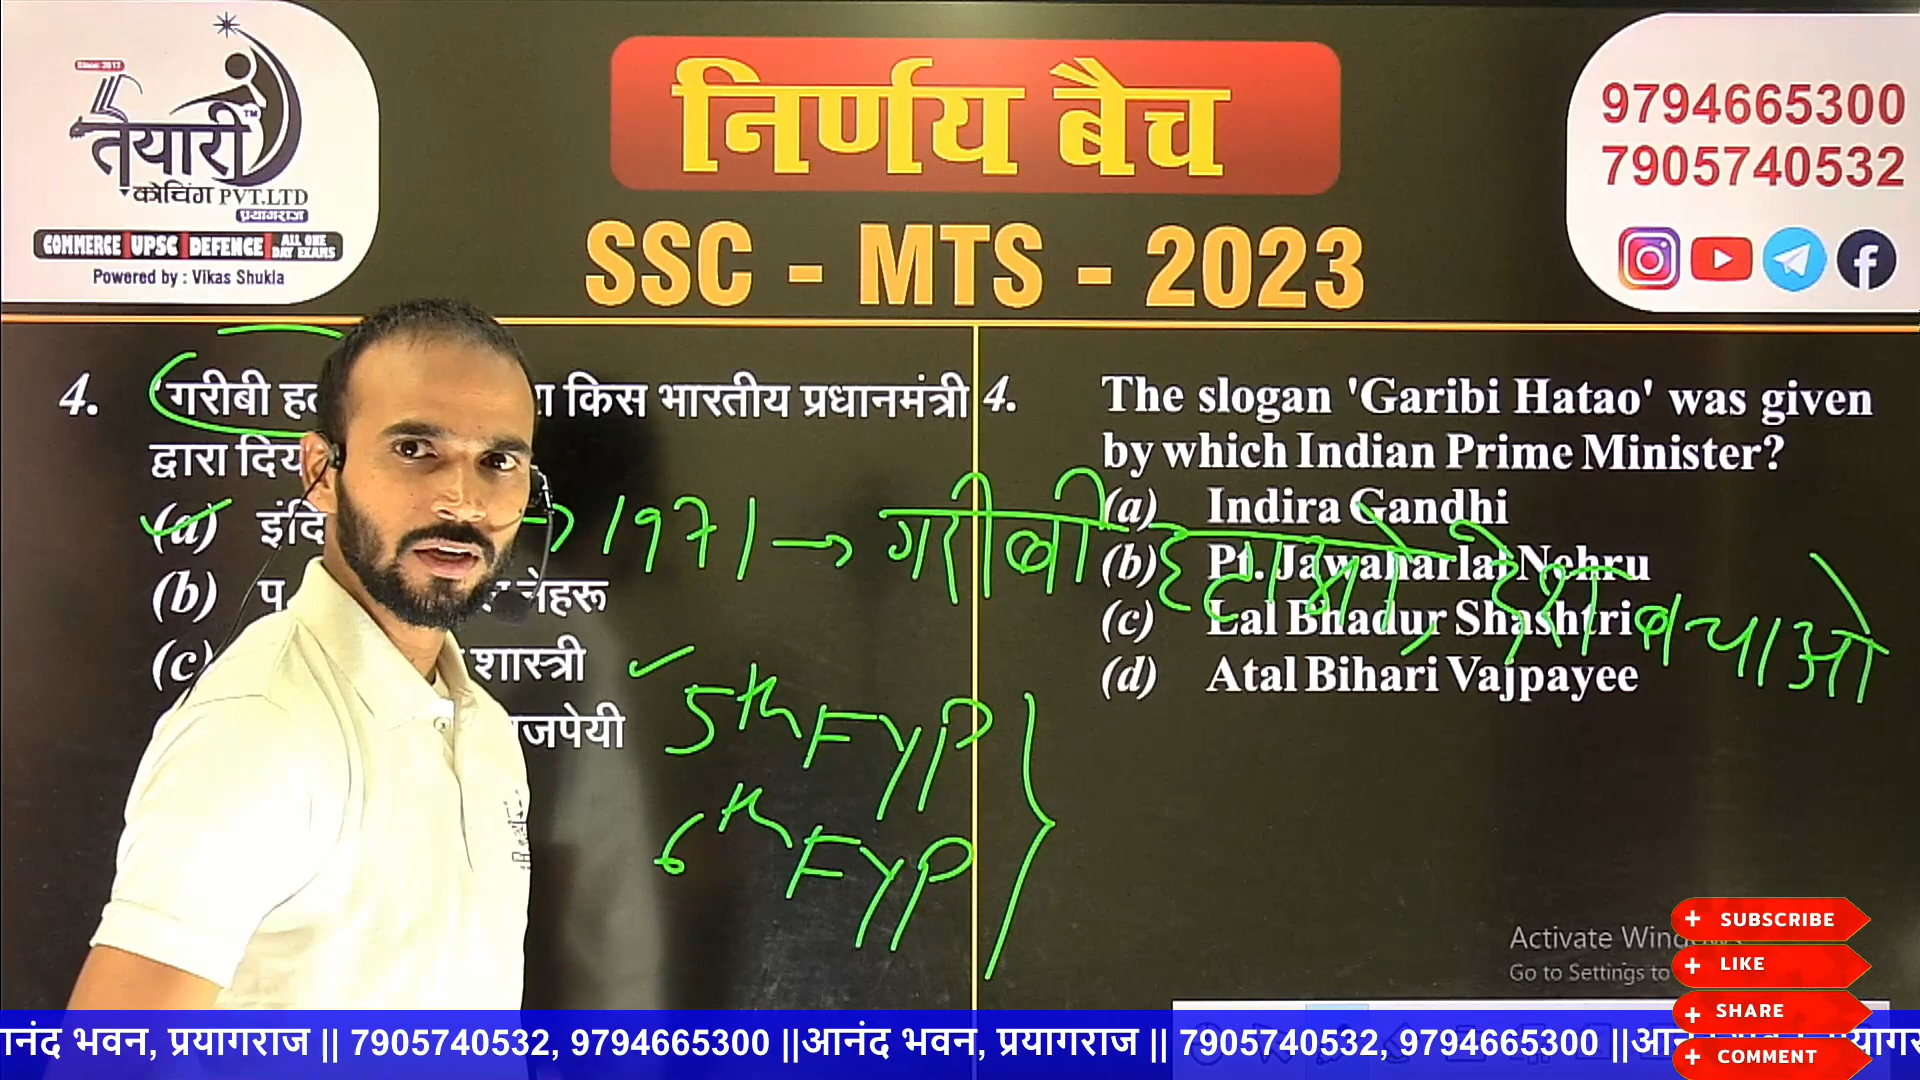 Since 2017
तैयारी TM
कोचिंग PVT.LTD
प्रयागराज
COMMERCE UPSC DEFENCE ALL ONE DAY EXAMS
Powered by : Vikas Shukla
निर्णय बैच
SSC - MTS - 2023
9794665300
7905740532
4. 'गरीबी किस भारतीय प्रधानमंत्री
द्वारा
(a)
(b) नेहरू
(c) शास्त्री
4. The slogan 'Garibi Hatao' was given
by which Indian Prime Minister?
(a) Indira Gandhi
(b) Pt. Jawaharlal Nehru
(c) Lal Bhadur Shashtri
(d) Atal Bihari Vajpayee
→ 1971 → गरीबी हटाओ, देश बचाओ
5th FYP
6th FYP
Activate Windows
Go to Settings to
+ SUBSCRIBE
+ LIKE
+ SHARE
+ COMMENT
भवन, प्रयागराज || 7905740532, 9794665300 ||आनंद भवन, प्रयागराज || 7905740532, 9794665300 ||